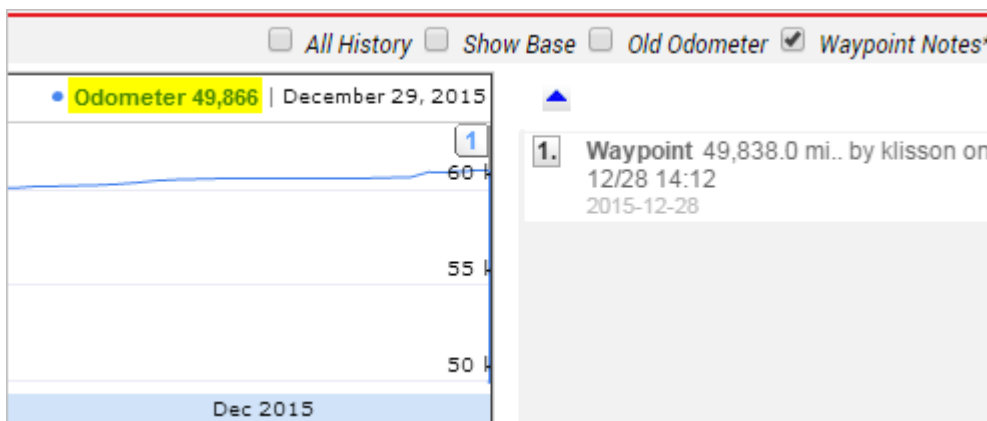 All History Show Base Old Odometer Waypoint Notes*
Odometer 49,866 | December 29, 2015
1
60 k
55 k
50 k
Dec 2015
1. Waypoint 49,838.0 mi.. by klisson on
12/28 14:12
2015-12-28